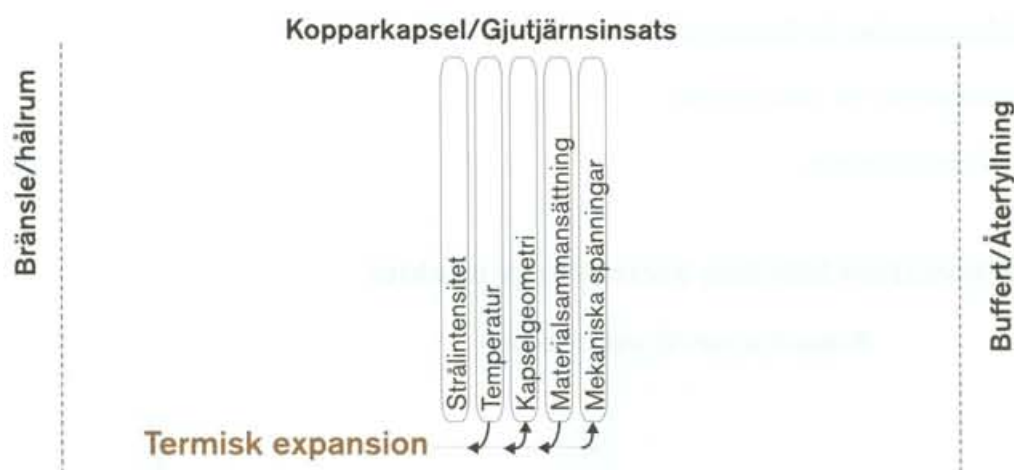 Kopparkapsel/Gjutjärnsinsats
Bränsle/hålrum
Strålintensitet
Temperatur
Kapselgeometri
Materialsammansättning
Mekaniska spänningar
Buffert/Återfyllning
Termisk expansion